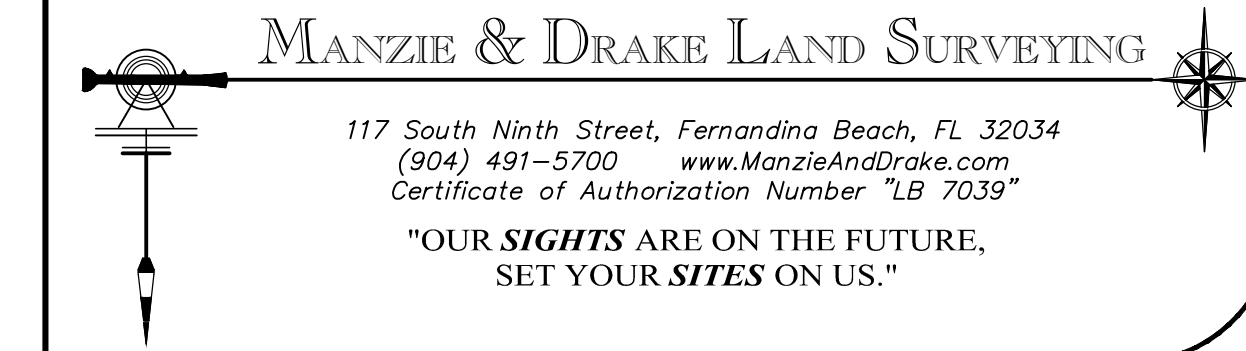 MANZIE & DRAKE LAND SURVEYING
117 South Ninth Street, Fernandina Beach, FL 32034
(904) 491-5700 www.ManzieAndDrake.com
Certificate of Authorization Number "LB 7039"
"OUR SIGHTS ARE ON THE FUTURE,
SET YOUR SITES ON US."